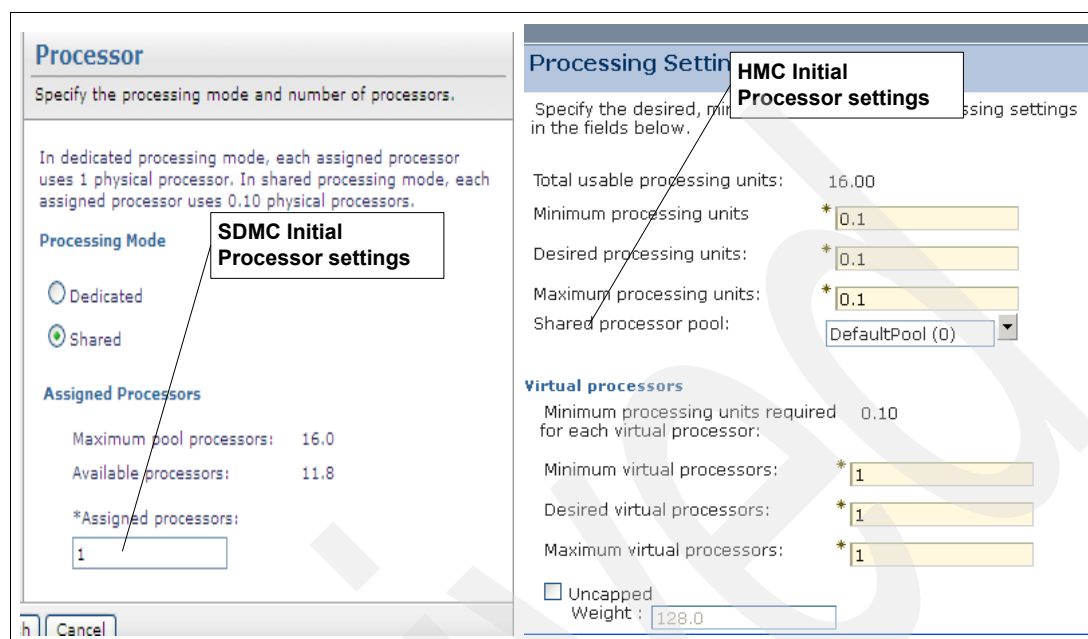 Processor
Specify the processing mode and number of processors.
In dedicated processing mode, each assigned processor
uses 1 physical processor. In shared processing mode, each
assigned processor uses 0.10 physical processors.
SDMC Initial
Processor settings
Processing Mode
Dedicated
Shared
Assigned Processors
Maximum pool processors: 16.0
Available processors: 11.8
*Assigned processors:
1
Cancel
Processing Settin
HMC Initial
Processor settings
Specify the desired, ssing settings
in the fields below.
Total usable processing units: 16.00
Minimum processing units * 0.1
Desired processing units: * 0.1
Maximum processing units: * 0.1
Shared processor pool: DefaultPool (0)
Virtual processors
Minimum processing units required 0.10
for each virtual processor:
Minimum virtual processors: * 1
Desired virtual processors: * 1
Maximum virtual processors: * 1
Uncapped
Weight : 128.0